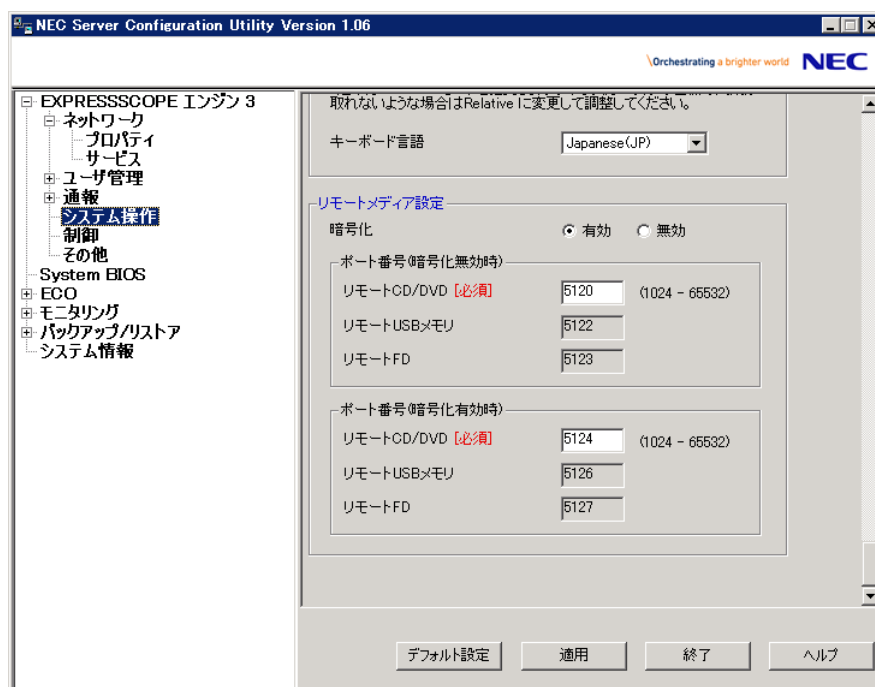 NEC Server Configuration Utility Version 1.06
\Orchestrating a brighter world NEC
EXPRESSSCOPE エンジン 3
ネットワーク
プロパティ
サービス
ユーザ管理
通報
システム操作
制御
その他
System BIOS
ECO
モニタリング
バックアップ/リストア
システム情報
取れないような場合はRelative に変更して調整してください。
キーボード言語 Japanese(JP)
リモートメディア設定
暗号化 有効 無効
ポート番号(暗号化無効時)
リモートCD/DVD [必須] 5120 (1024 - 65532)
リモートUSBメモリ 5122
リモートFD 5123
ポート番号(暗号化有効時)
リモートCD/DVD [必須] 5124 (1024 - 65532)
リモートUSBメモリ 5126
リモートFD 5127
デフォルト設定 適用 終了 ヘルプ